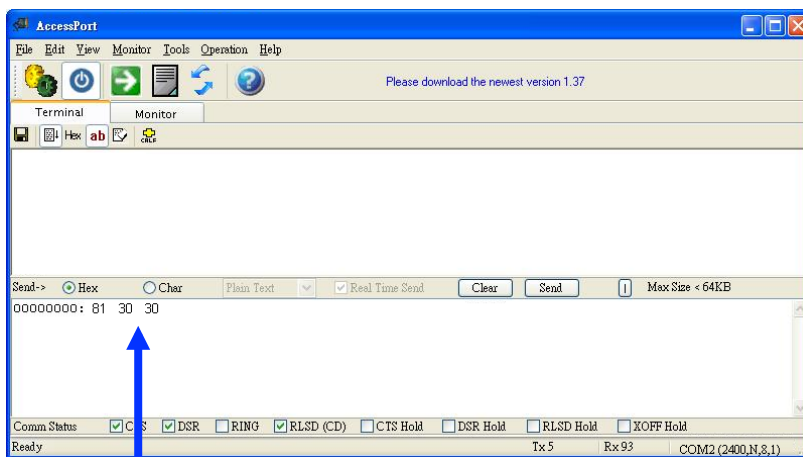 AccessPort
File Edit View Monitor Tools Operation Help
Please download the newest version 1.37
Terminal Monitor
Hex ab CRLF
Send-> Hex Char Plain Text Real Time Send Clear Send Max Size < 64KB
00000000: 81 30 30
Comm Status DSR RING RLSD (CD) CTS Hold DSR Hold RLSD Hold XOFF Hold
Ready Tx 5 Rx 93 COM2 (2400,N,8,1)